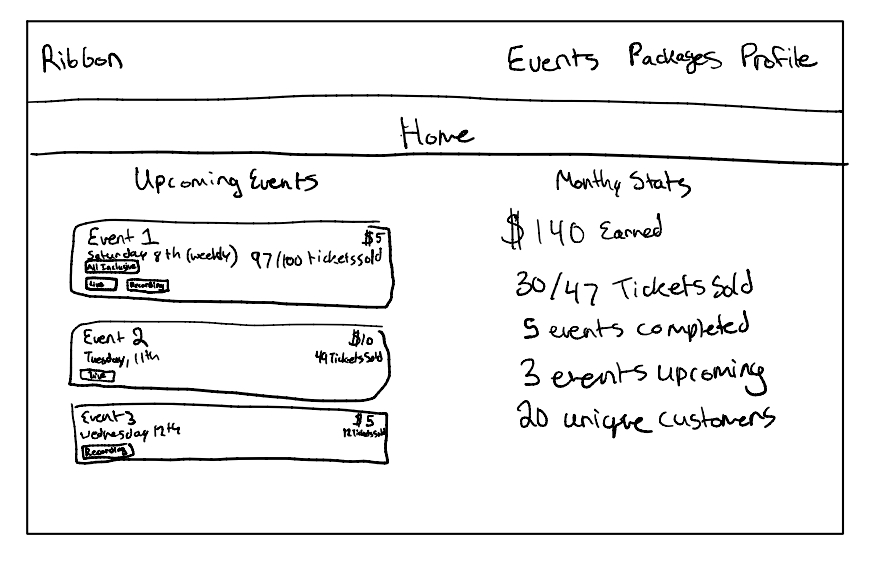 Ribbon
Events Packages Profile
Home
Upcoming Events
Event 1 $5
Saturday 8th (weekly) 97/100 tickets sold
All Inclusive
Live Recording
Event 2 $10
Tuesday, 11th 49 Tickets Sold
Live
Event 3 $5
Wednesday 12th 12 tickets sold
Recording
Monthy Stats
$140 Earned
30/47 Tickets Sold
5 events completed
3 events upcoming
20 unique customers